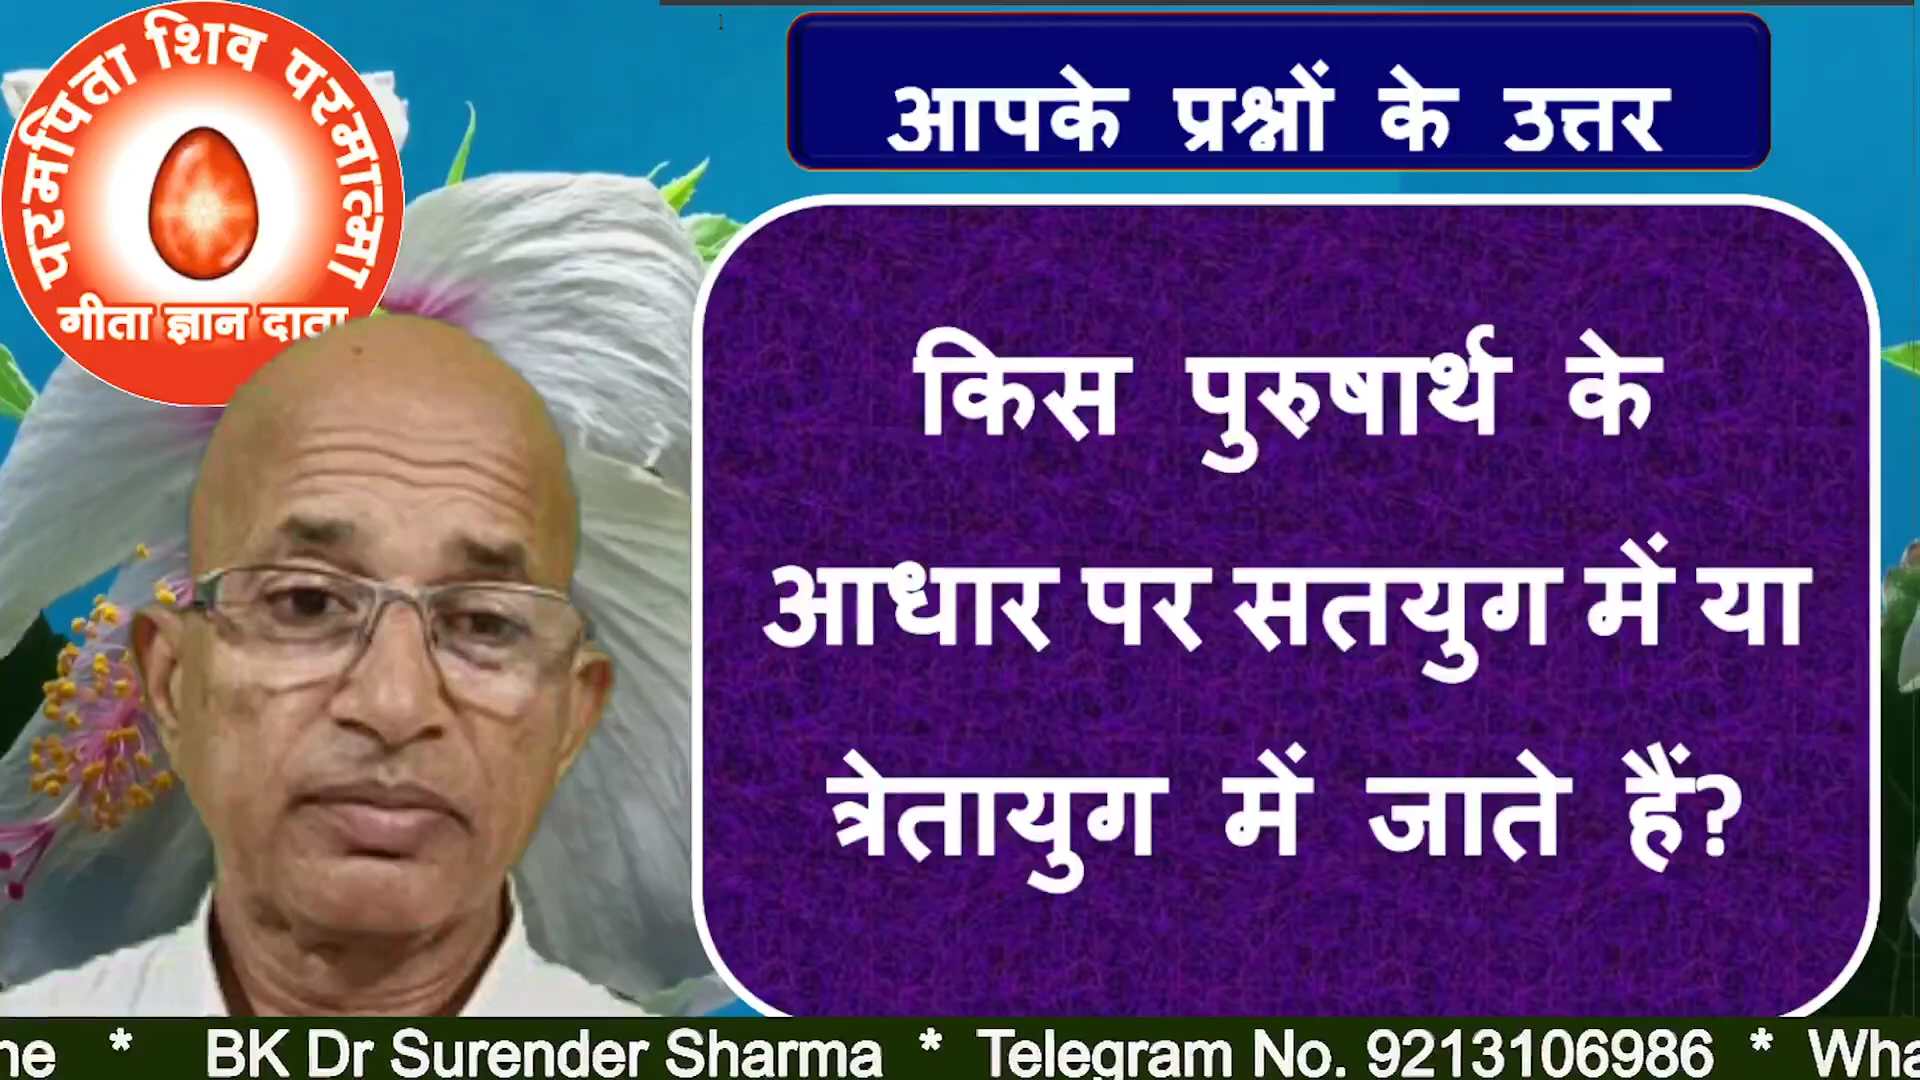 परमपिता शिव परमात्मा
गीता ज्ञान दाता
आपके प्रश्नों के उत्तर
किस पुरुषार्थ के
आधार पर सतयुग में या
त्रेतायुग में जाते हैं?
* BK Dr Surender Sharma * Telegram No. 9213106986 *